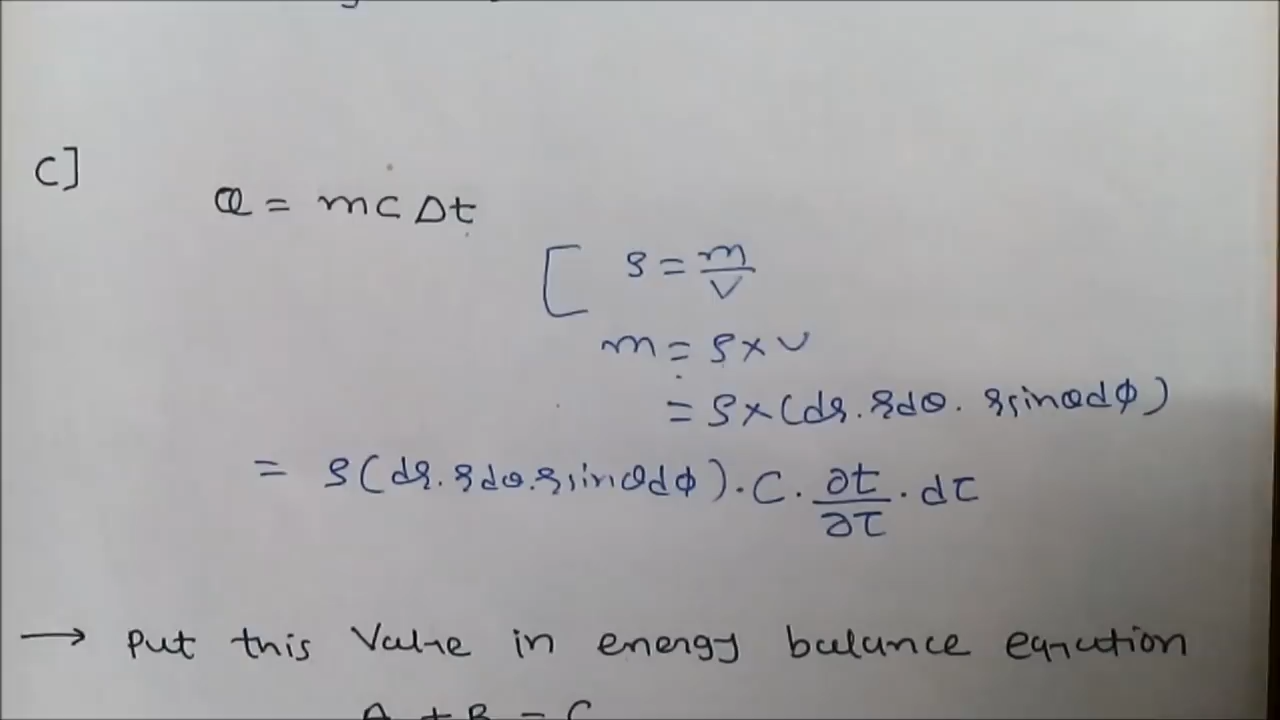 C]
Q = mcΔt
[ ρ = m/V
m = ρ×V
= ρ×(dr.rdθ. rsinθdϕ)
= ρ(dr.rdθ.rsinθdϕ).C.∂t/∂τ.dτ
→ Put this Value in energy balance equation
A + B = C